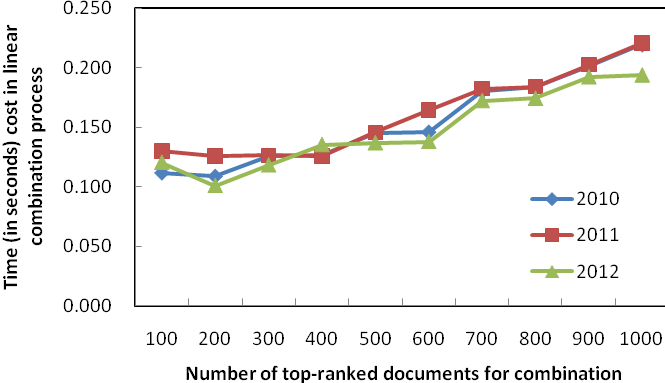 Time (in seconds) cost in linear
combination process
0.250
0.200
0.150
0.100
0.050
0.000
2010
2011
2012
100 200 300 400 500 600 700 800 900 1000
Number of top-ranked documents for combination